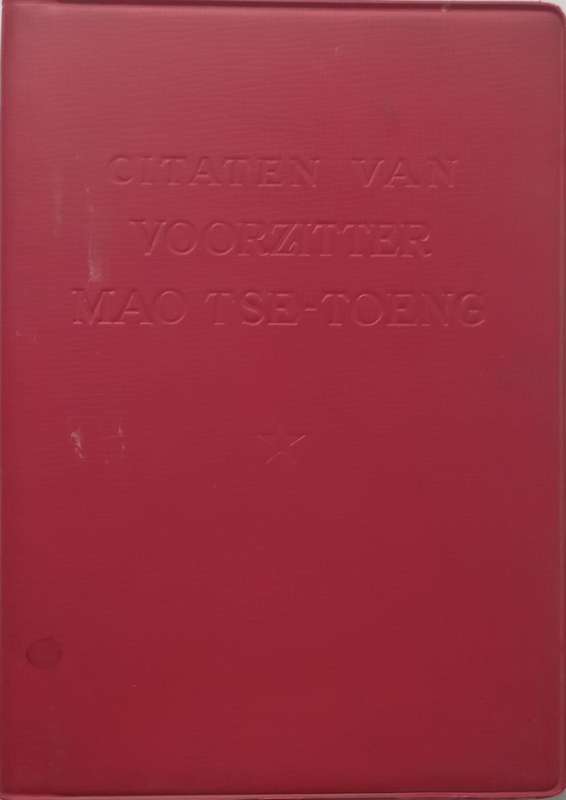 CITATEN VAN
VOORZITTER
MAO TSE-TOENG